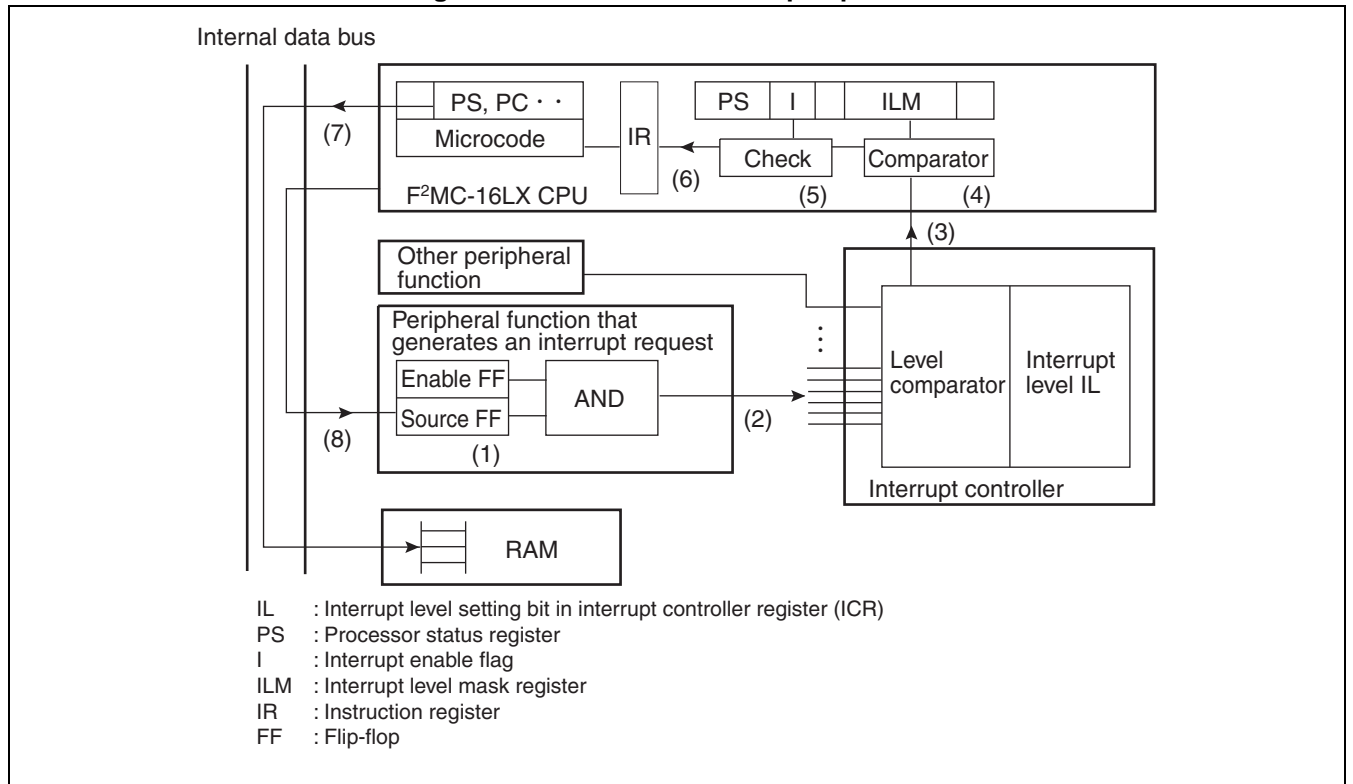 Internal data bus
PS, PC ・・
Microcode
IR
PS I ILM
Check
Comparator
(7)
(6)
(5)
(4)
F²MC-16LX CPU
(3)
Other peripheral
function
Peripheral function that
generates an interrupt request
Enable FF
Source FF
AND
(1)
(2)
(8)
Level
comparator
Interrupt
level IL
Interrupt controller
RAM
IL : Interrupt level setting bit in interrupt controller register (ICR)
PS : Processor status register
I : Interrupt enable flag
ILM : Interrupt level mask register
IR : Instruction register
FF : Flip-flop